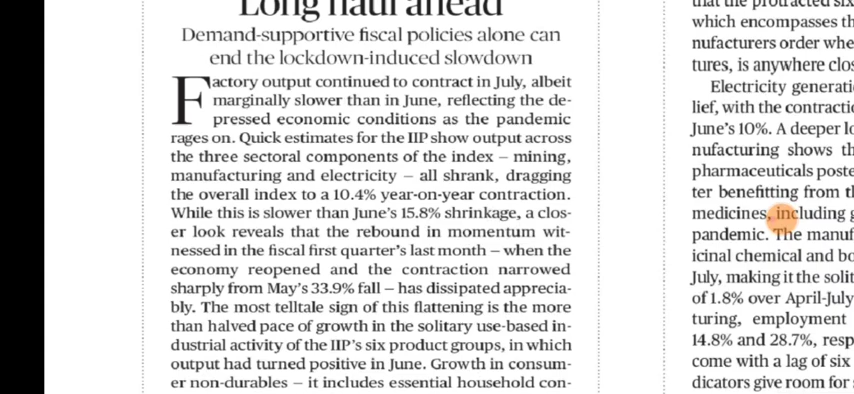 Long haul ahead
Demand-supportive fiscal policies alone can
end the lockdown-induced slowdown
Factory output continued to contract in July, albeit
marginally slower than in June, reflecting the de-
pressed economic conditions as the pandemic
rages on. Quick estimates for the IIP show output across
the three sectoral components of the index – mining,
manufacturing and electricity – all shrank, dragging
the overall index to a 10.4% year-on-year contraction.
While this is slower than June's 15.8% shrinkage, a clos-
er look reveals that the rebound in momentum wit-
nessed in the fiscal first quarter's last month – when the
economy reopened and the contraction narrowed
sharply from May's 33.9% fall – has dissipated apprecia-
bly. The most telltale sign of this flattening is the more
than halved pace of growth in the solitary use-based in-
dustrial activity of the IIP's six product groups, in which
output had turned positive in June. Growth in consum-
er non-durables – it includes essential household con-
that the protracted six
which encompasses th
nufacturers order whe
tures, is anywhere clos
Electricity generati
lief, with the contractio
June's 10%. A deeper lo
nufacturing shows th
pharmaceuticals poste
ter benefitting from th
medicines, including g
pandemic. The manuf
icinal chemical and bo
July, making it the solit
of 1.8% over April-July
turing, employment
14.8% and 28.7%, resp
come with a lag of six
dicators give room for